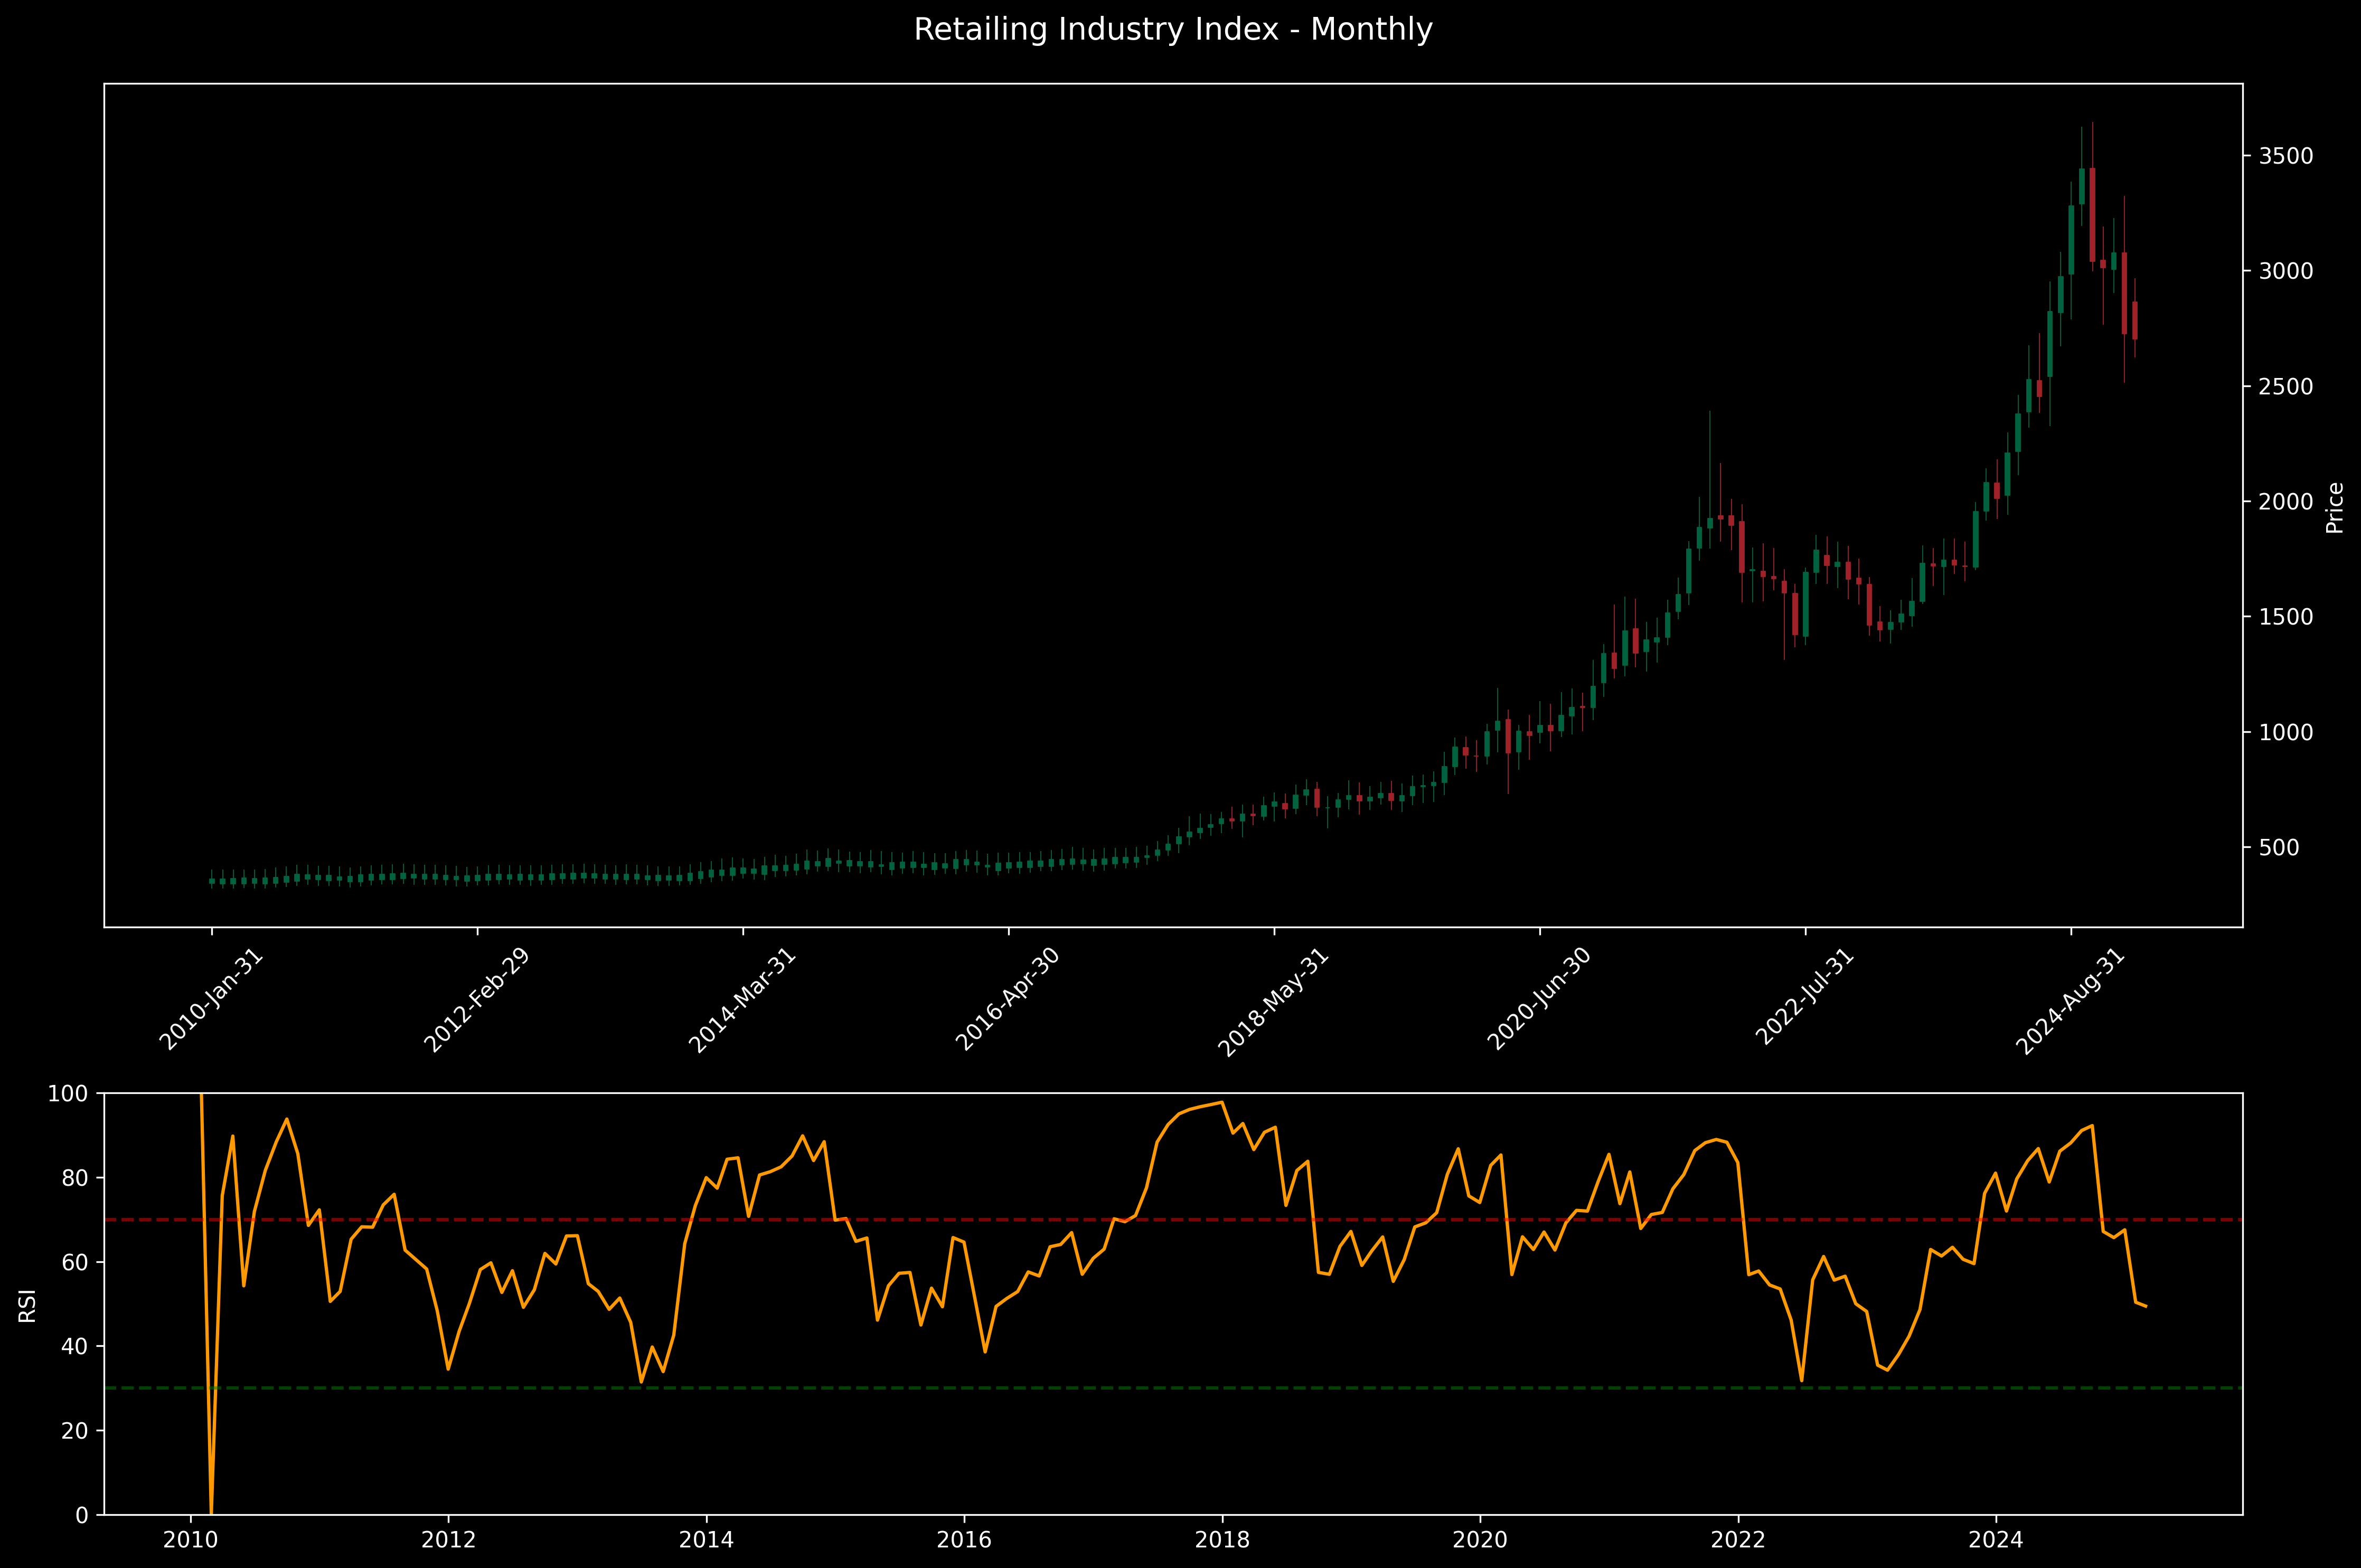 Retailing Industry Index - Monthly
3500
3000
2500
2000
1500
1000
500
Price
2010-Jan-31
2012-Feb-29
2014-Mar-31
2016-Apr-30
2018-May-31
2020-Jun-30
2022-Jul-31
2024-Aug-31
100
80
60
40
20
0
RSI
2010
2012
2014
2016
2018
2020
2022
2024